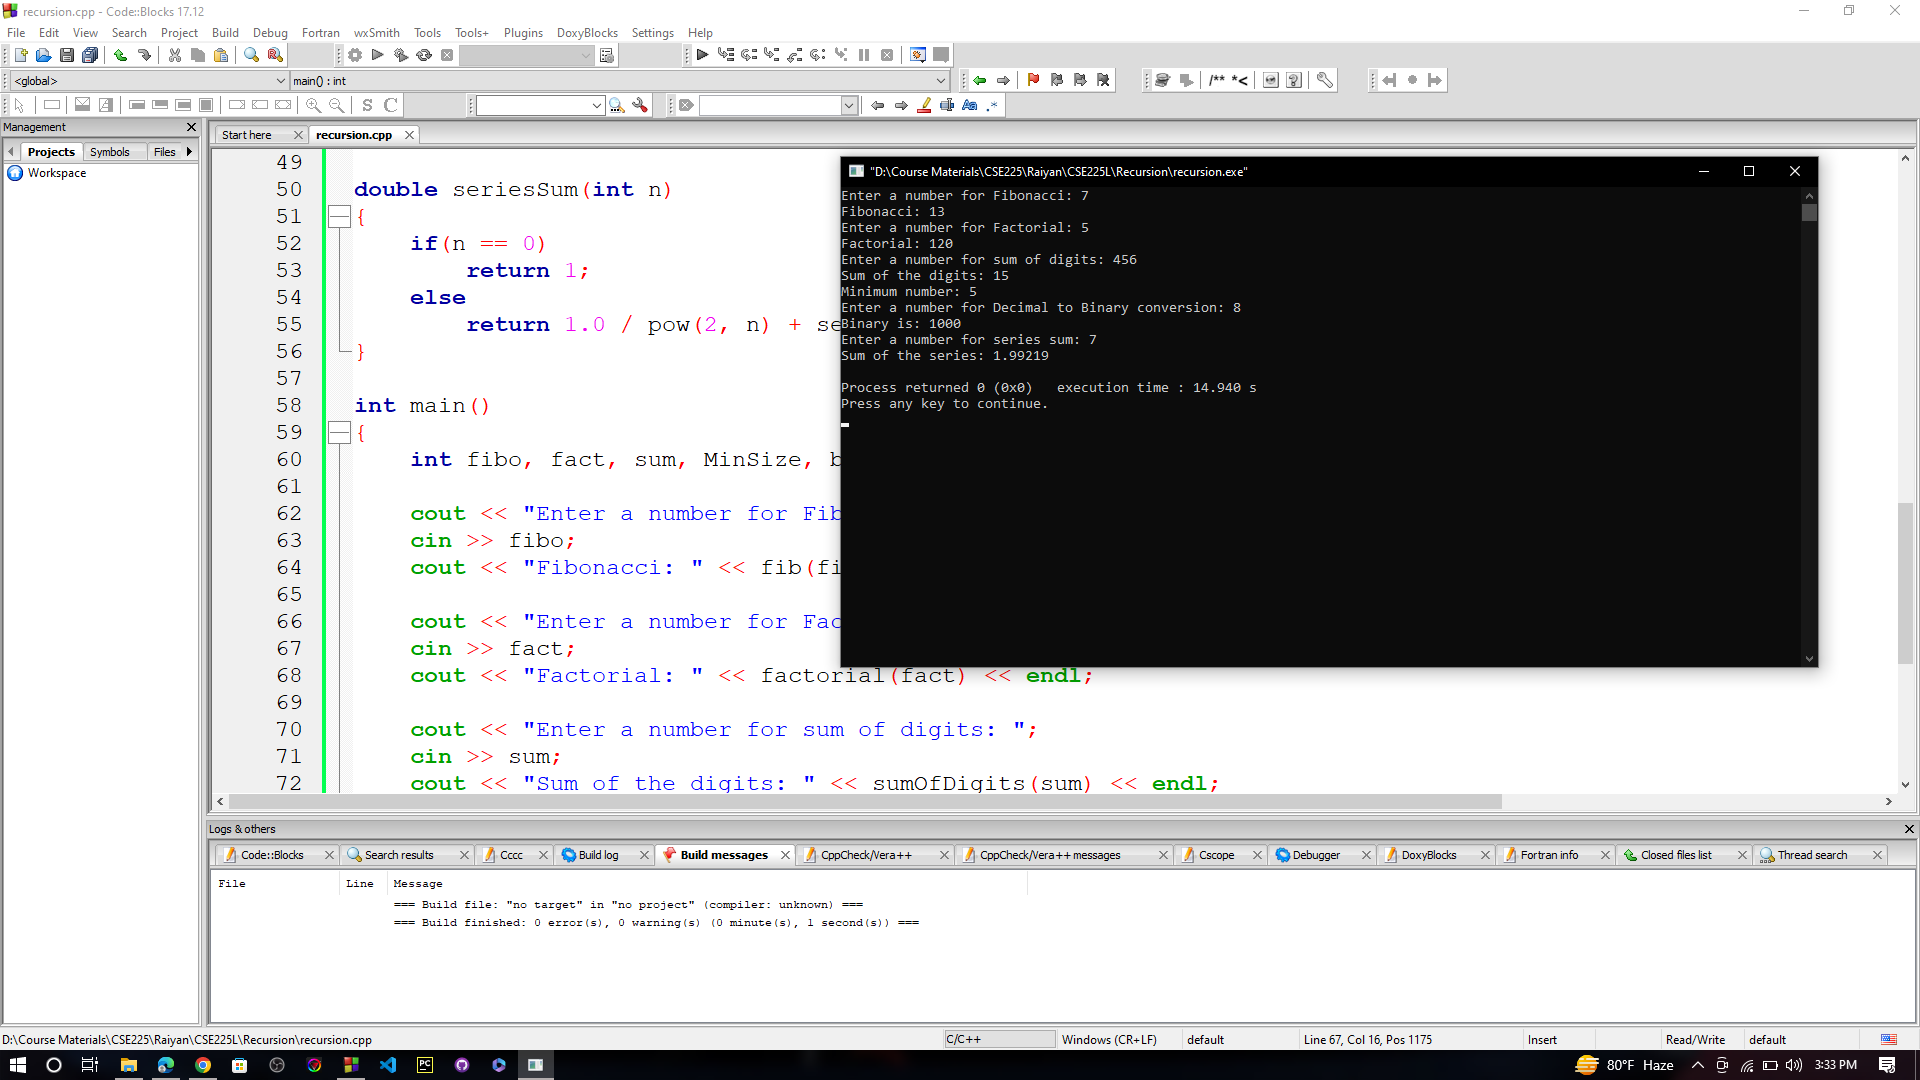 recursion.cpp - Code::Blocks 17.12
File Edit View Search Project Build Debug Fortran wxSmith Tools Tools+ Plugins DoxyBlocks Settings Help
<global> main() : int
/** *<
S C
Aa .*
Management
Projects Symbols Files
Workspace
Start here recursion.cpp
49
50 double seriesSum(int n)
51 {
52 if(n == 0)
53 return 1;
54 else
55 return 1.0 / pow(2, n) + se
56 }
57
58 int main()
59 {
60 int fibo, fact, sum, MinSize, b
61
62 cout << "Enter a number for Fib
63 cin >> fibo;
64 cout << "Fibonacci: " << fib(fi
65
66 cout << "Enter a number for Fac
67 cin >> fact;
68 cout << "Factorial: " << factorial(fact) << endl;
69
70 cout << "Enter a number for sum of digits: ";
71 cin >> sum;
72 cout << "Sum of the digits: " << sumOfDigits(sum) << endl;
"D:\Course Materials\CSE225\Raiyan\CSE225L\Recursion\recursion.exe"
Enter a number for Fibonacci: 7
Fibonacci: 13
Enter a number for Factorial: 5
Factorial: 120
Enter a number for sum of digits: 456
Sum of the digits: 15
Minimum number: 5
Enter a number for Decimal to Binary conversion: 8
Binary is: 1000
Enter a number for series sum: 7
Sum of the series: 1.99219
Process returned 0 (0x0) execution time : 14.940 s
Press any key to continue.
Logs & others
Code::Blocks Search results Cccc Build log Build messages CppCheck/Vera++ CppCheck/Vera++ messages Cscope Debugger DoxyBlocks Fortran info Closed files list Thread search
File Line Message
=== Build file: "no target" in "no project" (compiler: unknown) ===
=== Build finished: 0 error(s), 0 warning(s) (0 minute(s), 1 second(s)) ===
D:\Course Materials\CSE225\Raiyan\CSE225L\Recursion\recursion.cpp C/C++ Windows (CR+LF) default Line 67, Col 16, Pos 1175 Insert Read/Write default
PC 80°F Haze 3:33 PM